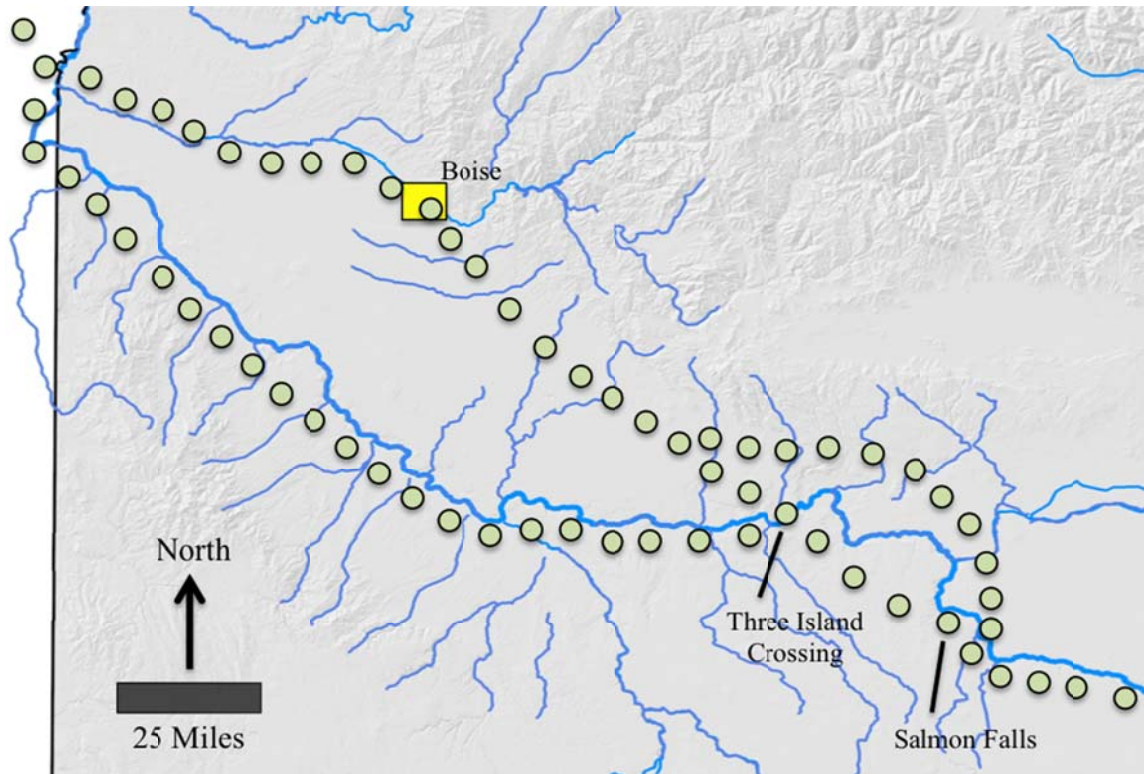 Boise
North
Three Island
Crossing
25 Miles
Salmon Falls